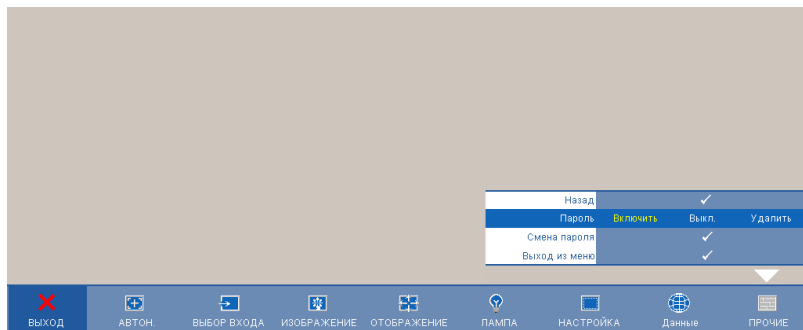 Назад
Пароль Включить Выкл. Удалить
Смена пароля
Выход из меню
ВЫХОД АВТОН. ВЫБОР ВХОДА ИЗОБРАЖЕНИЕ ОТОБРАЖЕНИЕ ЛАМПА НАСТРОЙКА Данные ПРОЧИЕ